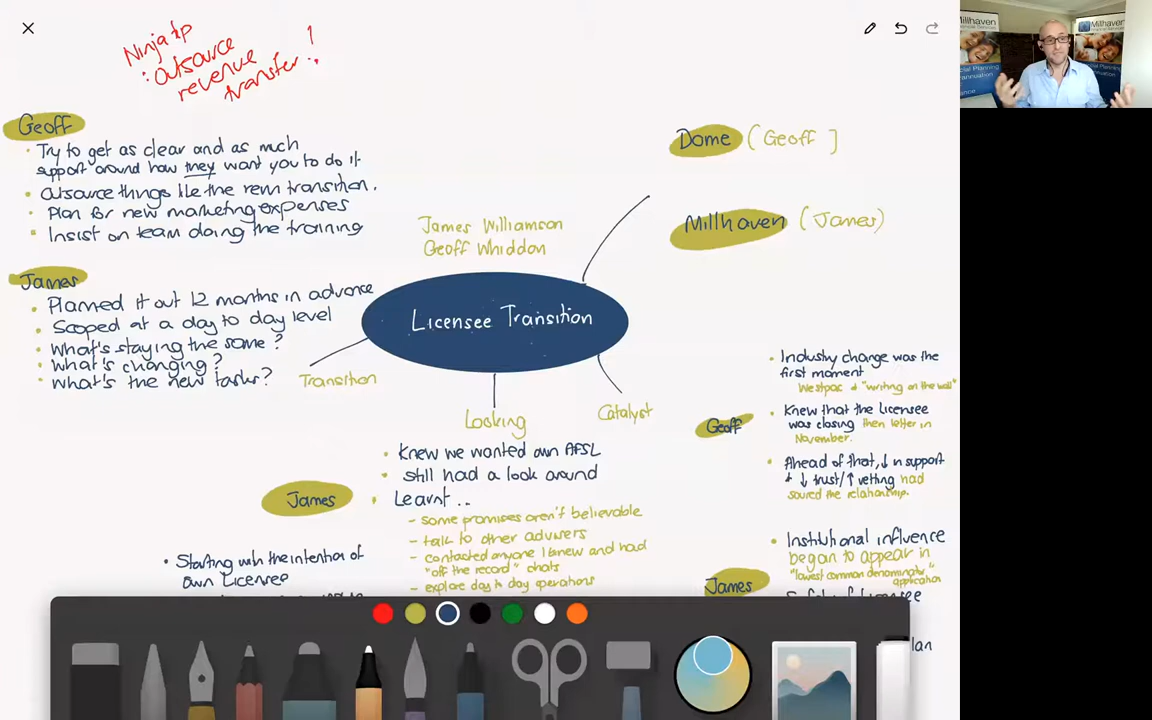 Ninja tip
: outsource
revenue
transfer!
Geoff
• Try to get as clear and as much
support around how they want you to do it
• Outsource things like the revn transition.
• Plan for new marketing expenses
• Insist on team doing the training
James
• Planned it out 12 months in advance
• Scoped at a day to day level
• What's staying the same?
• What's changing?
• What's the new tasks?
James Williamson
Geoff Whiddon
Licensee Transition
Transition
Looking
Catalyst
Dome (Geoff ]
Millhaven (James)
• Knew we wanted own AFSL
• Still had a look around
• Learnt ..
- some promises aren't believable
- talk to other advisers
- contacted anyone I knew and had
"off the record" chats
- explore day to day operations
James
• Starting with the intention of
own Licensee
Geoff
• Industry change was the
first moment
Westpac & "writing on the wall"
• Knew that the Licensee
was closing then letter in
November.
• Ahead of that, ↓ in support
& ↓ trust/↑ vetting had
soured the relationship.
James
• Institutional influence
began to appear in
"lowest common denominator"
application
lan
Millhaven
Millhaven